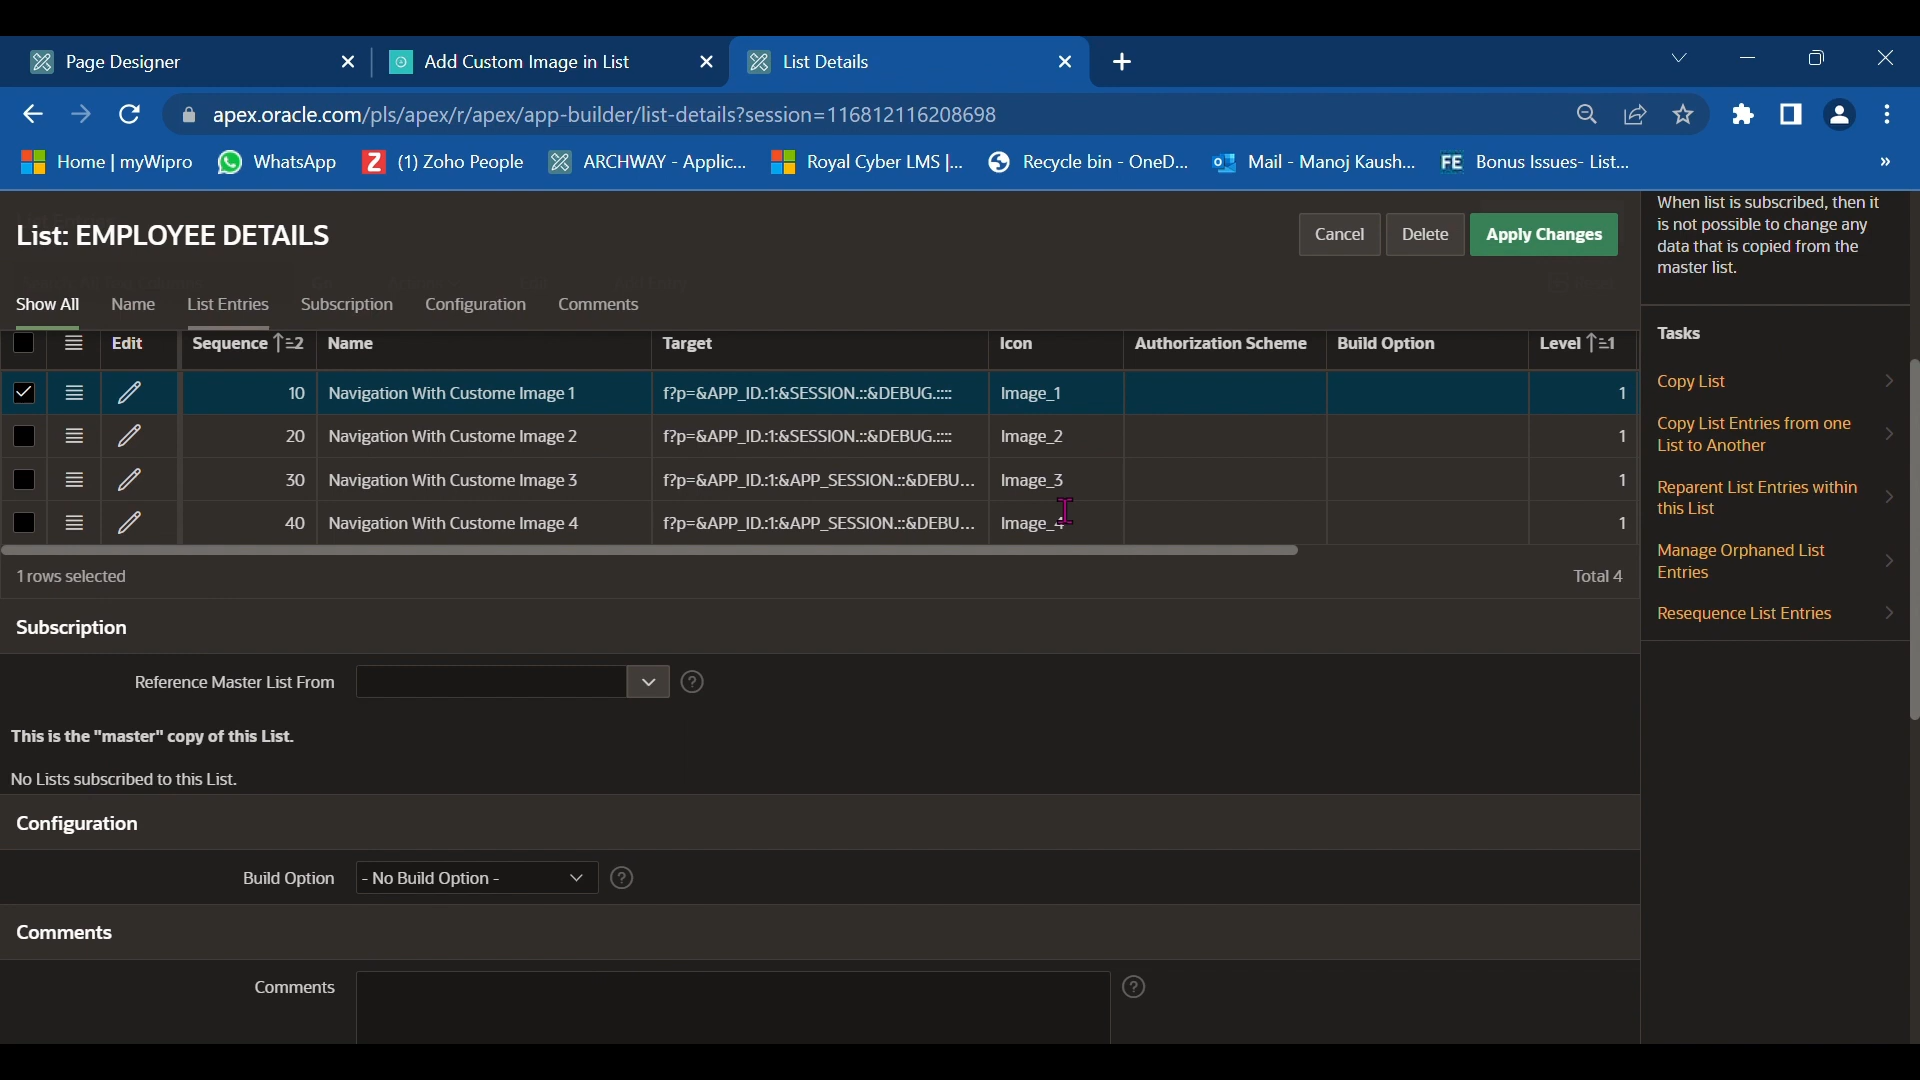 Page Designer
Add Custom Image in List
List Details
apex.oracle.com/pls/apex/r/apex/app-builder/list-details?session=116812116208698
Home | myWipro
WhatsApp
(1) Zoho People
ARCHWAY - Applic...
Royal Cyber LMS |...
Recycle bin - OneD...
Mail - Manoj Kaush...
FE Bonus Issues- List...
»
List: EMPLOYEE DETAILS
Cancel
Delete
Apply Changes
Show All
Name
List Entries
Subscription
Configuration
Comments
Edit Sequence Name Target Icon Authorization Scheme Build Option Level
10 Navigation With Custome Image 1 f?p=&APP_ID.:1:&SESSION.::&DEBUG.:::: Image_1 1
20 Navigation With Custome Image 2 f?p=&APP_ID.:1:&SESSION.::&DEBUG.:::: Image_2 1
30 Navigation With Custome Image 3 f?p=&APP_ID.:1:&APP_SESSION.::&DEBU... Image_3 1
40 Navigation With Custome Image 4 f?p=&APP_ID.:1:&APP_SESSION.::&DEBU... Image_4 1
1 rows selected
Total 4
Subscription
Reference Master List From
This is the "master" copy of this List.
No Lists subscribed to this List.
Configuration
Build Option
- No Build Option -
Comments
Comments
When list is subscribed, then it
is not possible to change any
data that is copied from the
master list.
Tasks
Copy List
Copy List Entries from one
List to Another
Reparent List Entries within
this List
Manage Orphaned List
Entries
Resequence List Entries